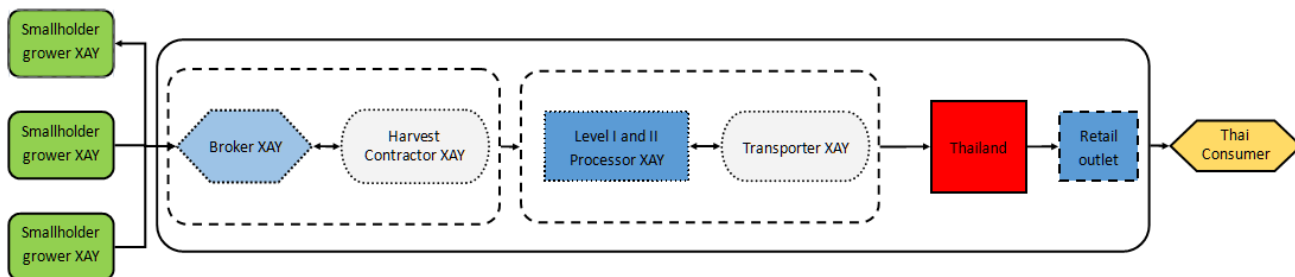 Smallholder
grower XAY
Smallholder
grower XAY
Smallholder
grower XAY
Broker XAY
Harvest
Contractor XAY
Level I and II
Processor XAY
Transporter XAY
Thailand
Retail
outlet
Thai
Consumer